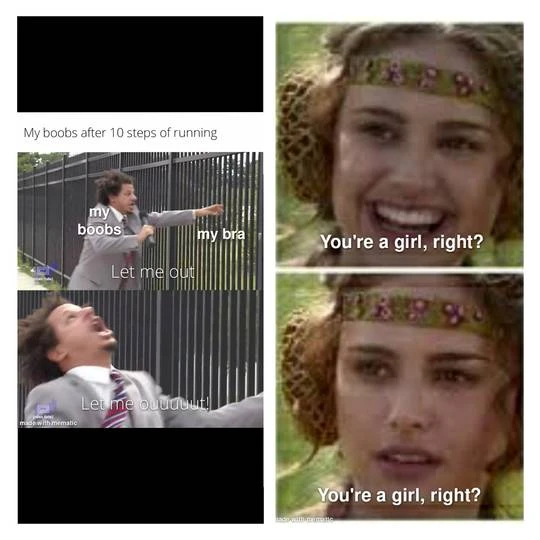 My boobs after 10 steps of running
my
boobs
my bra
Let me out
Let me ouuuuut!
made with mematic
You're a girl, right?
You're a girl, right?
made with mematic